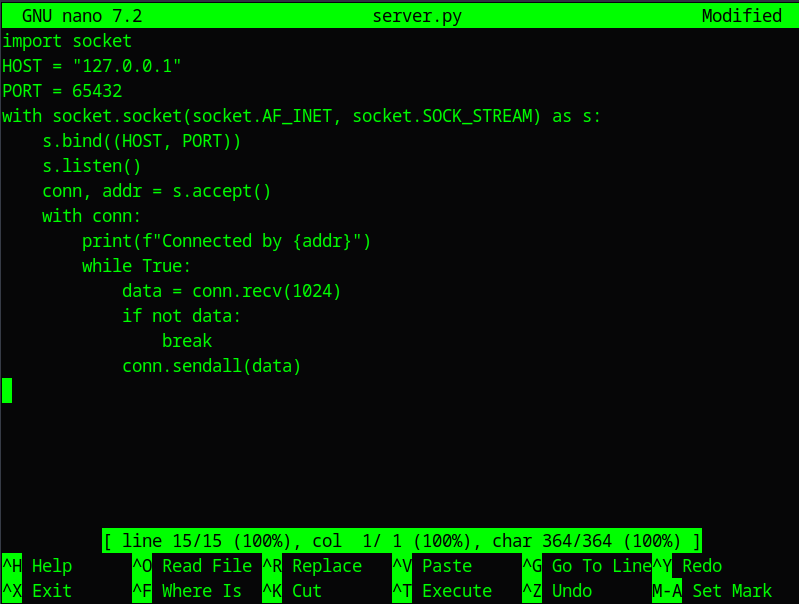 GNU nano 7.2 server.py Modified
import socket
HOST = "127.0.0.1"
PORT = 65432
with socket.socket(socket.AF_INET, socket.SOCK_STREAM) as s:
    s.bind((HOST, PORT))
    s.listen()
    conn, addr = s.accept()
    with conn:
        print(f"Connected by {addr}")
        while True:
            data = conn.recv(1024)
            if not data:
                break
            conn.sendall(data)
[ line 15/15 (100%), col  1/ 1 (100%), char 364/364 (100%) ]
^H Help ^O Read File ^R Replace ^V Paste ^G Go To Line ^Y Redo
^X Exit ^F Where Is ^K Cut ^T Execute ^Z Undo M-A Set Mark